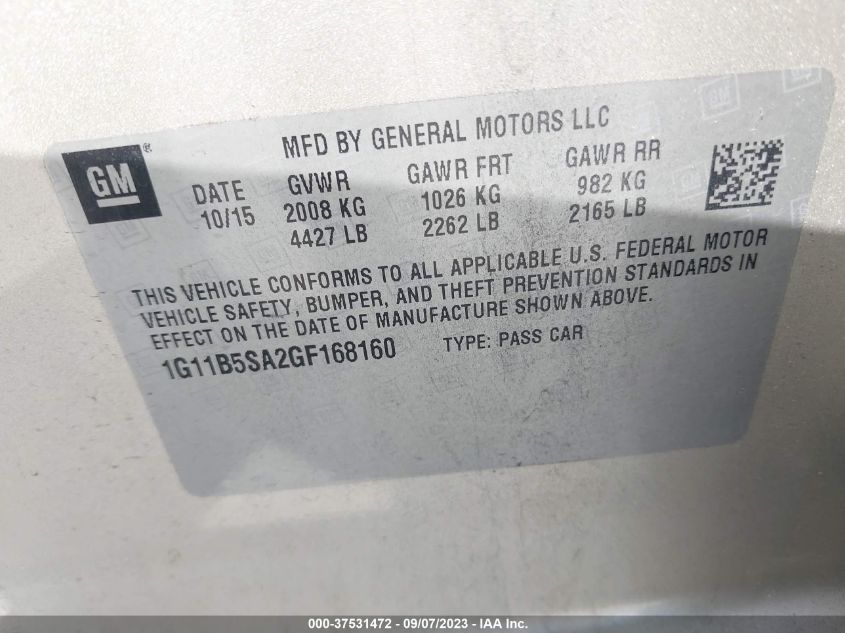 MFD BY GENERAL MOTORS LLC
GM®
DATE GVWR GAWR FRT GAWR RR
10/15 2008 KG 1026 KG 982 KG
4427 LB 2262 LB 2165 LB
THIS VEHICLE CONFORMS TO ALL APPLICABLE U.S. FEDERAL MOTOR
VEHICLE SAFETY, BUMPER, AND THEFT PREVENTION STANDARDS IN
EFFECT ON THE DATE OF MANUFACTURE SHOWN ABOVE.
1G11B5SA2GF168160 TYPE: PASS CAR
000-37531472 - 09/07/2023 - IAA Inc.